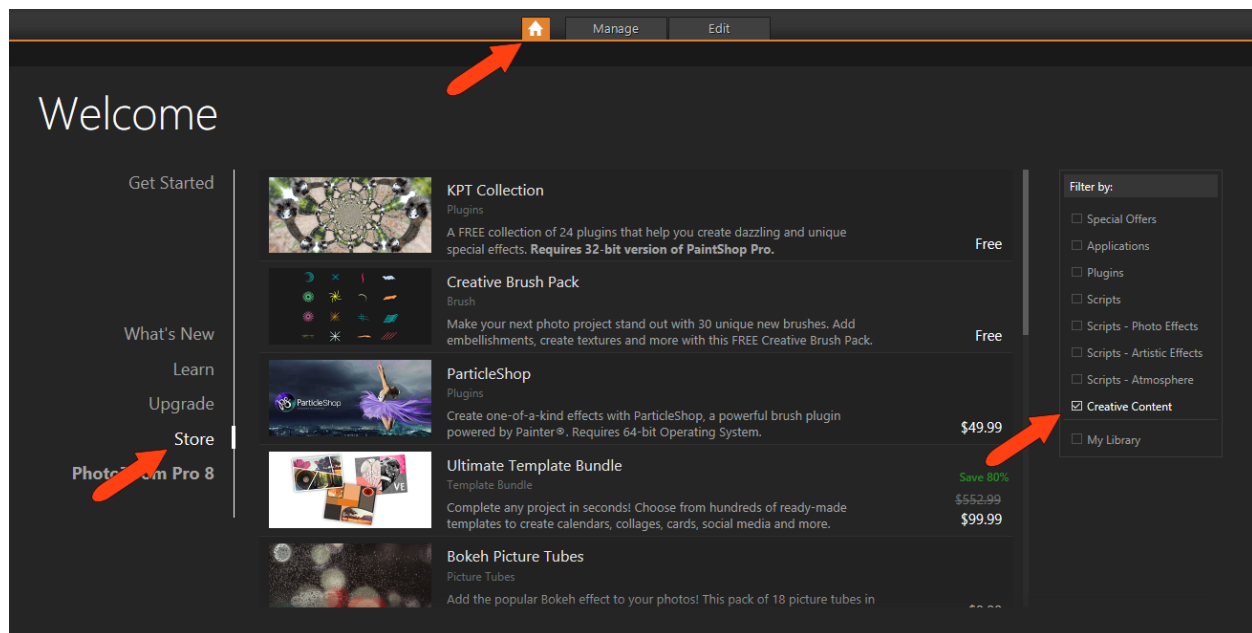 Manage
Edit
Welcome
Get Started
What's New
Learn
Upgrade
Store
Pro 8
KPT Collection
Plugins
A FREE collection of 24 plugins that help you create dazzling and unique
special effects. Requires 32-bit version of PaintShop Pro.
Free
Creative Brush Pack
Brush
Make your next photo project stand out with 30 unique new brushes. Add
embellishments, create textures and more with this FREE Creative Brush Pack.
Free
ParticleShop
ParticleShop
Plugins
Create one-of-a-kind effects with ParticleShop, a powerful brush plugin
powered by Painter®. Requires 64-bit Operating System.
$49.99
VE
Ultimate Template Bundle
Template Bundle
Complete any project in seconds! Choose from hundreds of ready-made
templates to create calendars, collages, cards, social media and more.
Save 80%
$552.99
$99.99
Bokeh Picture Tubes
Picture Tubes
Add the popular Bokeh effect to your photos! This pack of 18 picture tubes in
Filter by:
Special Offers
Applications
Plugins
Scripts
Scripts - Photo Effects
Scripts - Artistic Effects
Scripts - Atmosphere
Creative Content
My Library